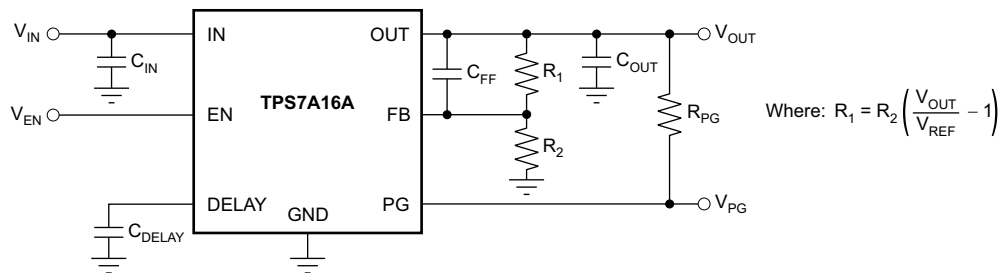 V_IN
IN
OUT
V_OUT
C_IN
C_FF
R_1
C_OUT
TPS7A16A
V_EN
EN
FB
R_PG
Where: R_1 = R_2 ( V_OUT / V_REF − 1 )
R_2
DELAY
GND
PG
V_PG
C_DELAY